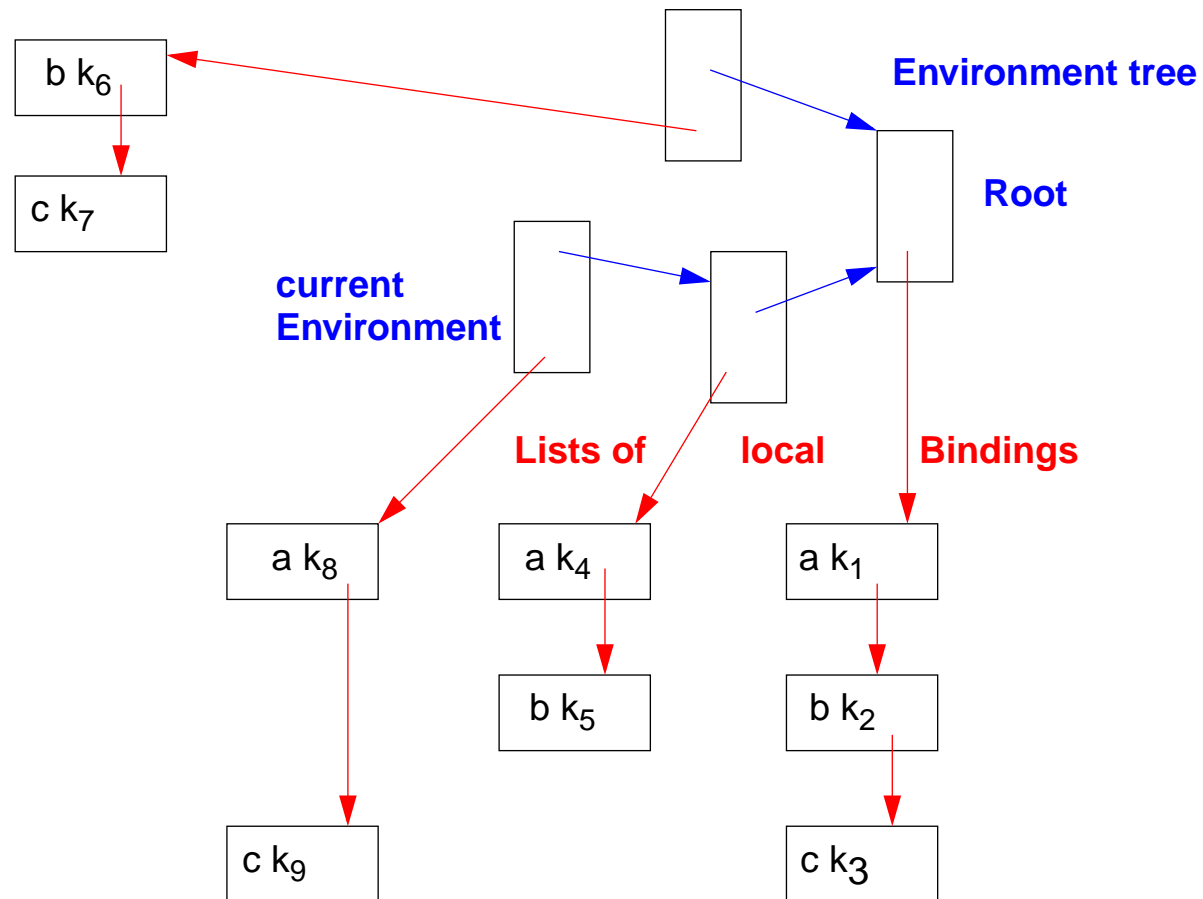 b k6
Environment tree
c k7
Root
current
Environment
Lists of local Bindings
a k8
a k4
a k1
b k5
b k2
c k9
c k3